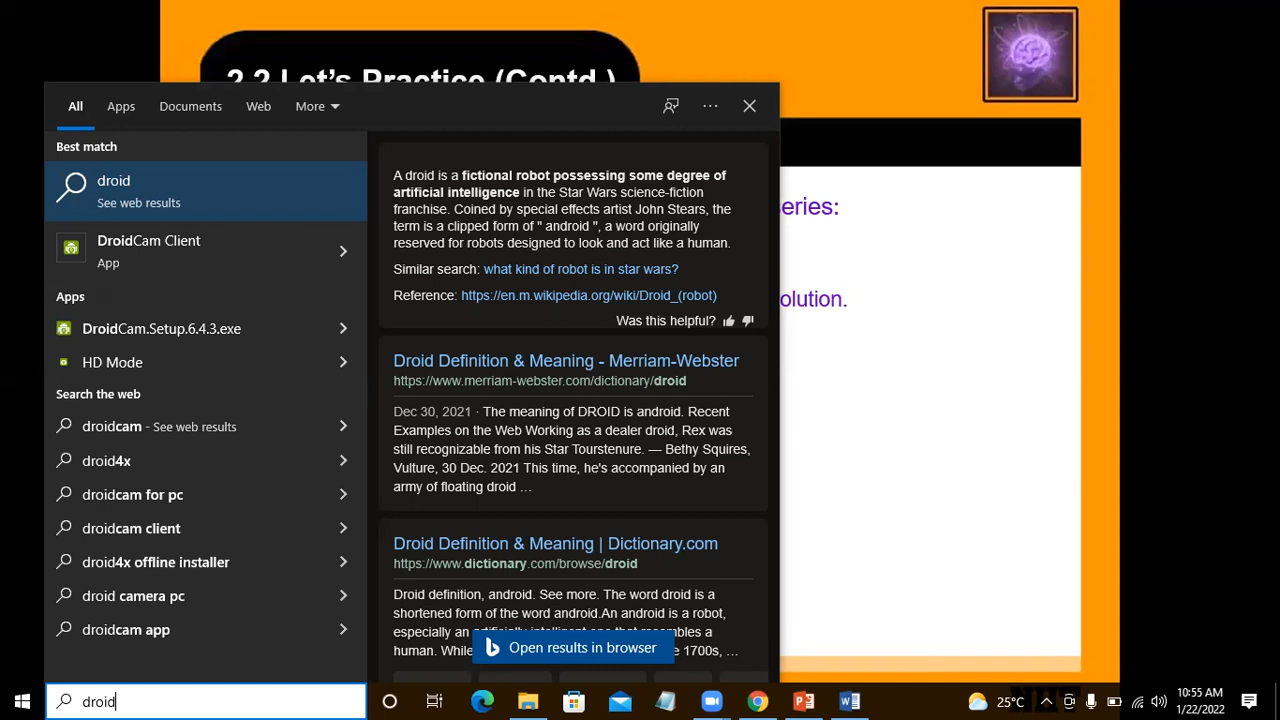 2.2 Let's Practice (Contd.)
All Apps Documents Web More
Best match
droid
See web results
DroidCam Client
App
Apps
DroidCam.Setup.6.4.3.exe
HD Mode
Search the web
droidcam - See web results
droid4x
droidcam for pc
droidcam client
droid4x offline installer
droid camera pc
droidcam app
A droid is a fictional robot possessing some degree of
artificial intelligence in the Star Wars science-fiction
franchise. Coined by special effects artist John Stears, the
term is a clipped form of " android ", a word originally
reserved for robots designed to look and act like a human.
Similar search: what kind of robot is in star wars?
Reference: https://en.m.wikipedia.org/wiki/Droid_(robot)
Was this helpful?
Droid Definition & Meaning - Merriam-Webster
https://www.merriam-webster.com/dictionary/droid
Dec 30, 2021 · The meaning of DROID is android. Recent
Examples on the Web Working as a dealer droid, Rex was
still recognizable from his Star Tourstenure. — Bethy Squires,
Vulture, 30 Dec. 2021 This time, he's accompanied by an
army of floating droid ...
Droid Definition & Meaning | Dictionary.com
https://www.dictionary.com/browse/droid
Droid definition, android. See more. The word droid is a
shortened form of the word android.An android is a robot,
especially an artificially intelligent one that resembles a
human. Whil e 1700s, ...
Open results in browser
eries:
olution.
droid
25°C
10:55 AM
1/22/2022